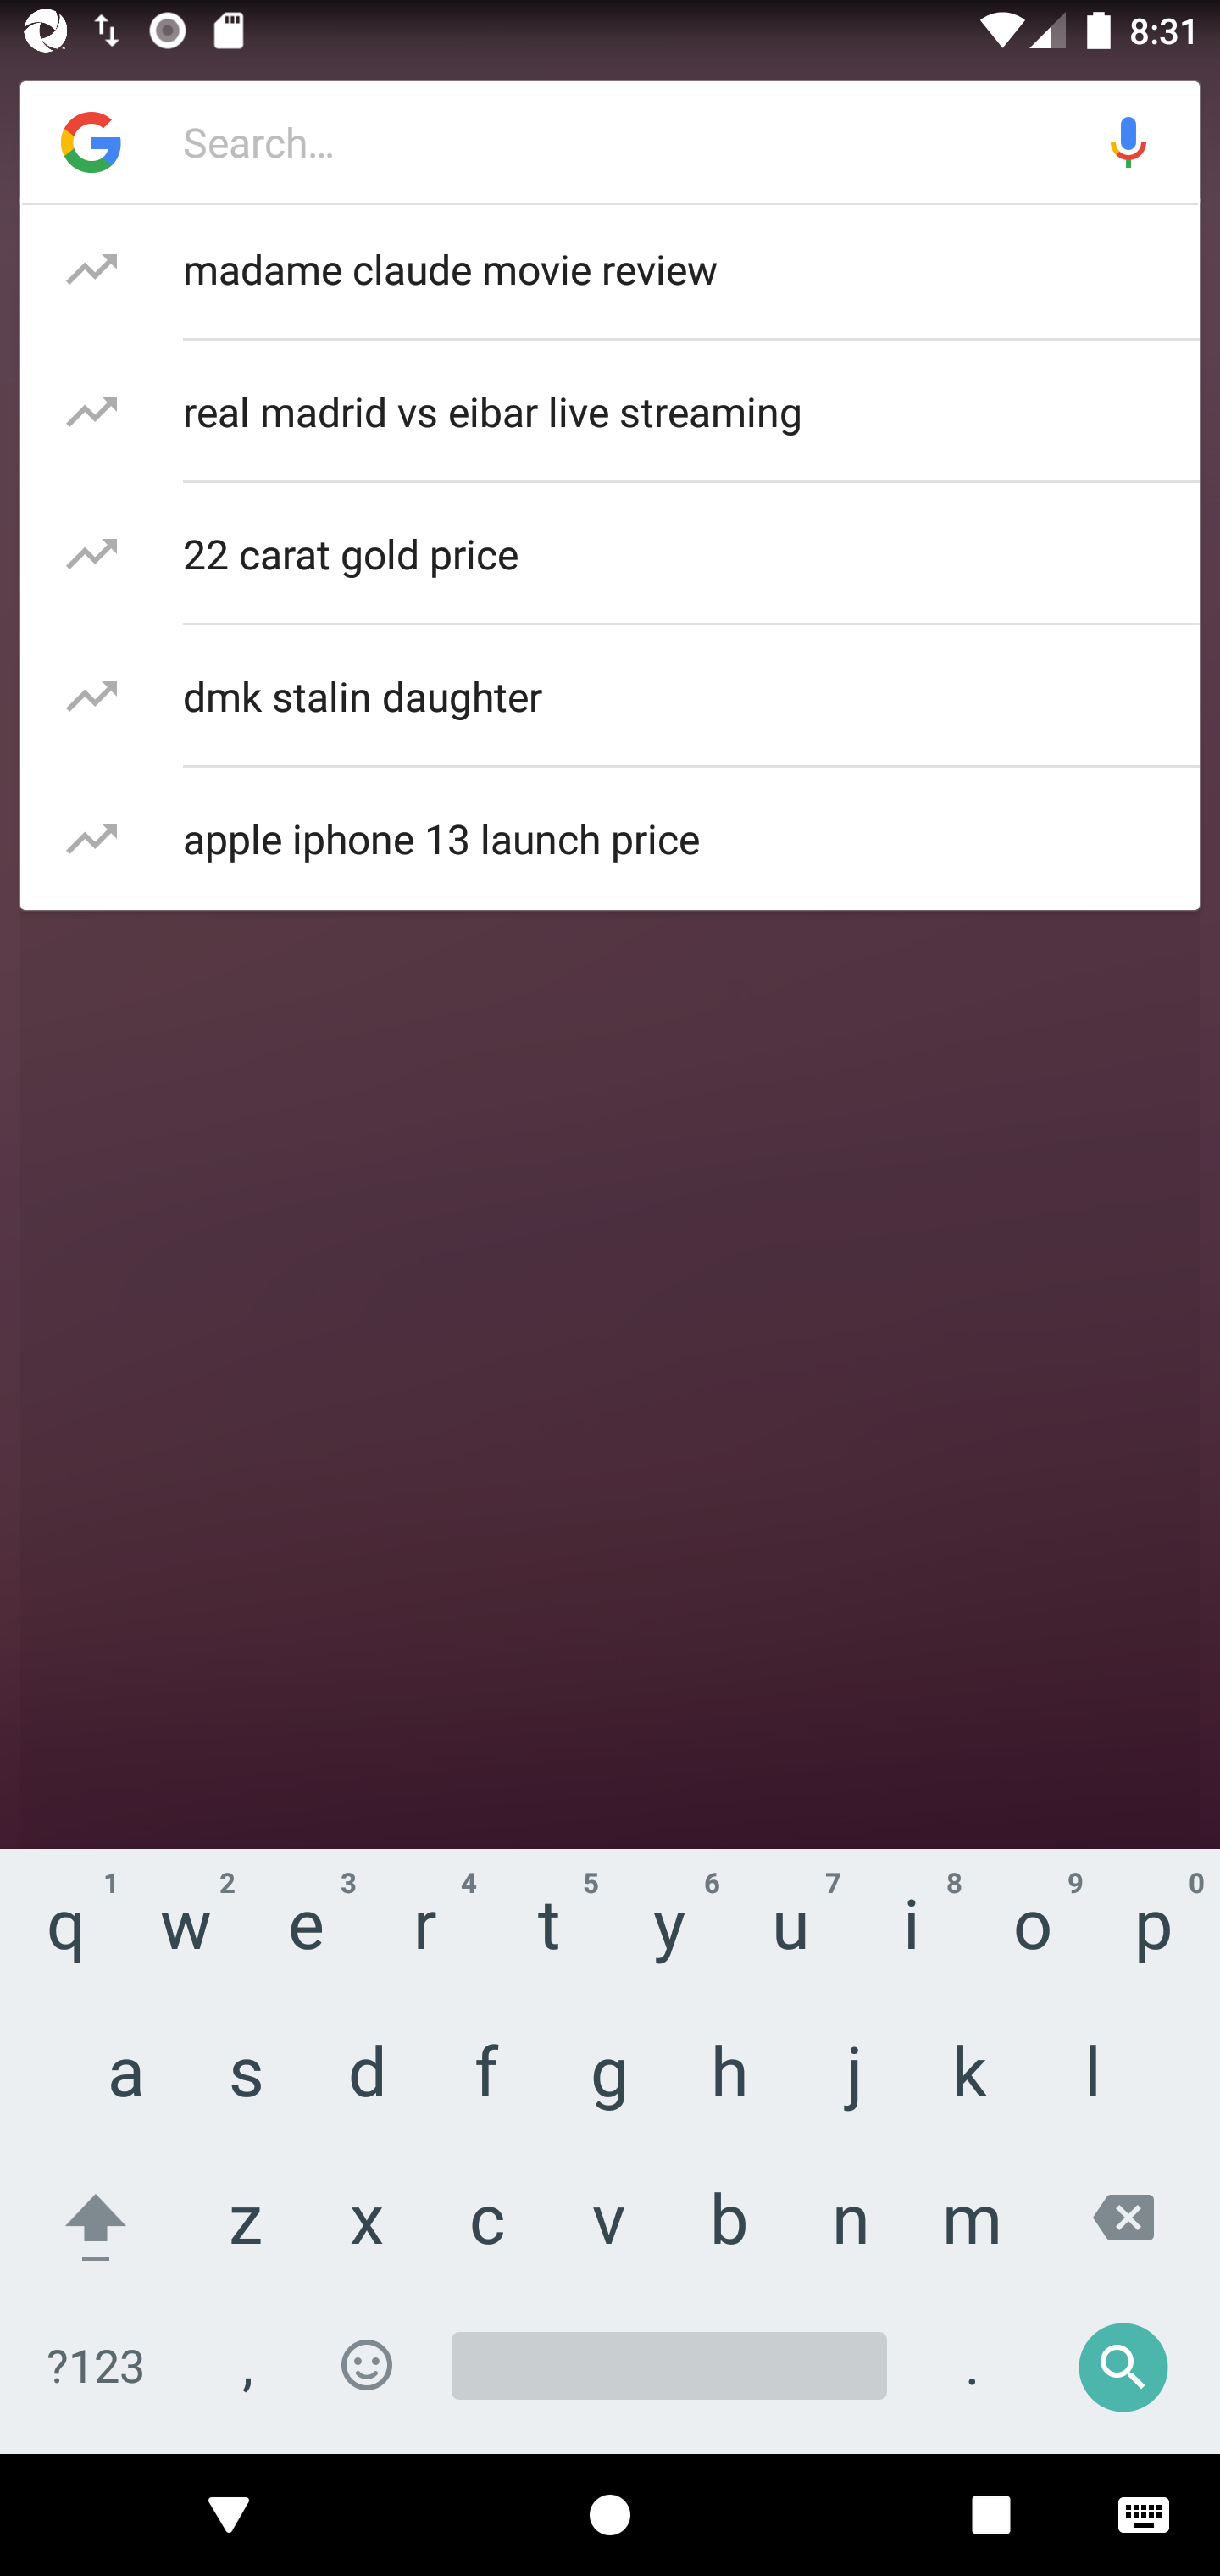 8:31
Search...
madame claude movie review
real madrid vs eibar live streaming
22 carat gold price
dmk stalin daughter
apple iphone 13 launch price
1 2 3 4 5 6 7 8 9 0
q w e r t y u i o p
a s d f g h j k l
z x c v b n m
?123 , .